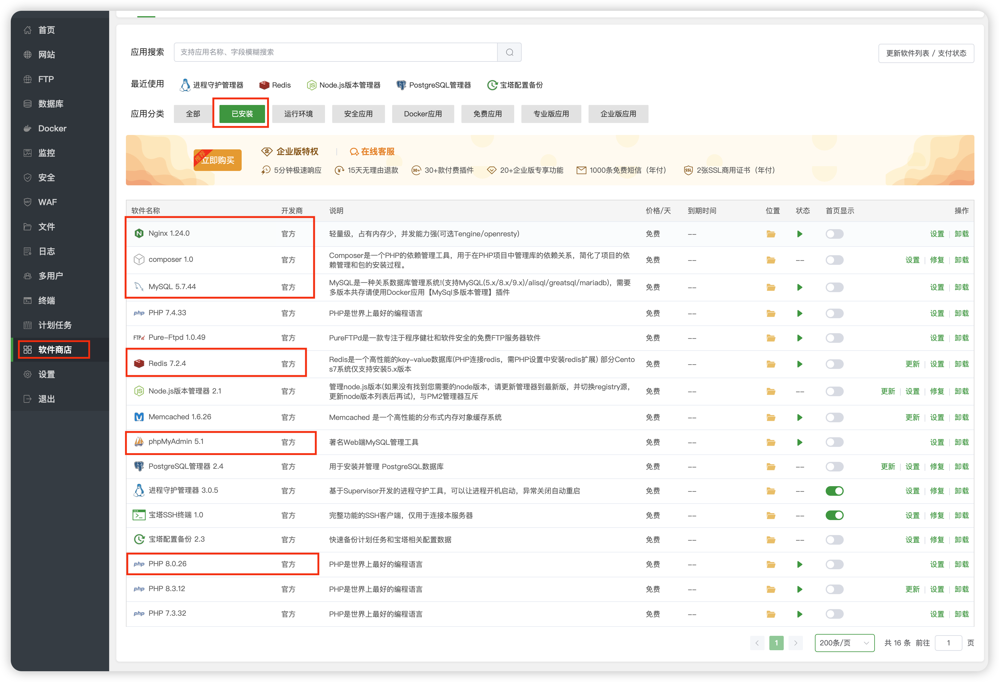 首页
网站
FTP
数据库
Docker
监控
安全
WAF
文件
日志
多用户
终端
计划任务
软件商店
设置
退出
应用搜索 支持应用名称、字段模糊搜索 更新软件列表 / 支付状态
最近使用 进程守护管理器 Redis Node.js版本管理器 PostgreSQL管理器 宝塔配置备份
应用分类 全部 已安装 运行环境 安全应用 Docker应用 免费应用 专业版应用 企业版应用
推荐 立即购买 企业版特权 在线客服
5分钟极速响应 15天无理由退款 30+ 30+款付费插件 20+企业版专享功能 1000条免费短信（年付） SSL 2张SSL商用证书（年付）
软件名称 开发商 说明 价格/天 到期时间 位置 状态 首页显示 操作
Nginx 1.24.0 官方 轻量级，占有内存少，并发能力强(可选Tengine/openresty) 免费 -- 设置 | 卸载
composer 1.0 官方 Composer是一个PHP的依赖管理工具，用于在PHP项目中管理库的依赖关系，简化了项目的依
赖管理和包的安装过程。 免费 -- -- 设置 | 修复 | 卸载
MySQL 5.7.44 官方 MySQL是一种关系数据库管理系统!(支持MySQL(5.x/8.x/9.x)/alisql/greatsql/mariadb)，需要
多版本共存请使用Docker应用【MySql多版本管理】插件 免费 -- 设置 | 卸载
php PHP 7.4.33 官方 PHP是世界上最好的编程语言 免费 -- 设置 | 卸载
FTPd Pure-Ftpd 1.0.49 官方 PureFTPd是一款专注于程序健壮和软件安全的免费FTP服务器软件 免费 -- 设置 | 卸载
Redis 7.2.4 官方 Redis是一个高性能的key-value数据库(PHP连接redis，需PHP设置中安装redis扩展) 部分Cento
s7系统仅支持安装5.x版本 免费 -- 更新 | 设置 | 卸载
Node.js版本管理器 2.1 官方 管理node.js版本(如果没有找到您需要的node版本，请更新管理器到最新版，并切换registry源，
更新node版本列表后再试)，与PM2管理器互斥 免费 -- -- 更新 | 设置 | 修复 | 卸载
Memcached 1.6.26 官方 Memcached 是一个高性能的分布式内存对象缓存系统 免费 -- 更新 | 设置 | 卸载
phpMyAdmin 5.1 官方 著名Web端MySQL管理工具 免费 -- 设置 | 卸载
PostgreSQL管理器 2.4 官方 用于安装并管理 PostgreSQL数据库 免费 -- -- 更新 | 设置 | 修复 | 卸载
进程守护管理器 3.0.5 官方 基于Supervisor开发的进程守护工具，可以让进程开机启动，异常关闭自动重启 免费 -- -- 设置 | 修复 | 卸载
宝塔SSH终端 1.0 官方 完整功能的SSH客户端，仅用于连接本服务器 免费 -- -- 设置 | 修复 | 卸载
宝塔配置备份 2.3 官方 快速备份计划任务和宝塔相关配置数据 免费 -- -- 设置 | 修复 | 卸载
php PHP 8.0.26 官方 PHP是世界上最好的编程语言 免费 -- 设置 | 卸载
php PHP 8.3.12 官方 PHP是世界上最好的编程语言 免费 -- 更新 | 设置 | 卸载
php PHP 7.3.32 官方 PHP是世界上最好的编程语言 免费 -- 设置 | 卸载
1 200条/页 共 16 条 前往 1 页